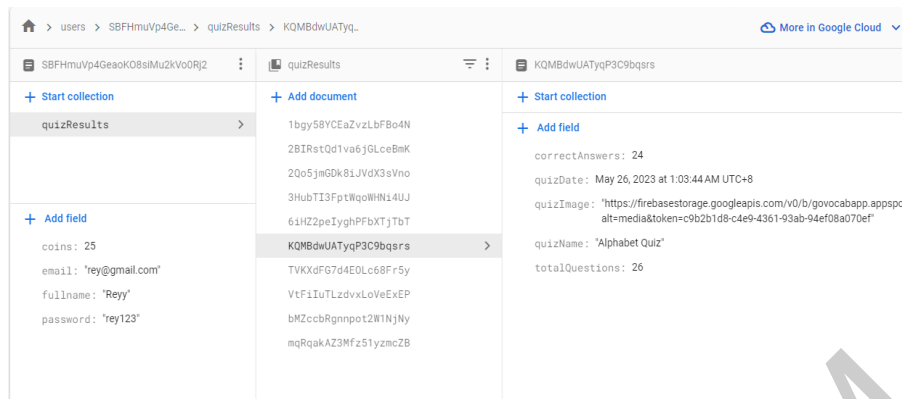 users > SBFHmuVp4Ge... > quizResults > KQMBdwUATyq..
More in Google Cloud
SBFHmuVp4GeaoKO8siMu2kVo0Rj2
+ Start collection
quizResults
+ Add field
coins: 25
email: "rey@gmail.com"
fullname: "Reyy"
password: "rey123"
quizResults
+ Add document
1bgy58YCEaZvzLbFBo4N
2BIRstQd1va6jGLceBmK
2Qo5jmGDk8iJVdX3sVno
3HubTI3FptWqoWHNi4UJ
6iHZ2peIyghPFbXTjTbT
KQMBdwUATyqP3C9bqsrs
TVKXdFG7d4EOLc68Fr5y
VtFiIuTLzdvxLoVeExEP
bMZccbRgnnpot2W1NjNy
mqRqakAZ3Mfz51yzmcZB
KQMBdwUATyqP3C9bqsrs
+ Start collection
+ Add field
correctAnswers: 24
quizDate: May 26, 2023 at 1:03:44 AM UTC+8
quizImage: "https://firebasestorage.googleapis.com/v0/b/govocabapp.appspo
alt=media&token=c9b2b1d8-c4e9-4361-93ab-94ef08a070ef"
quizName: "Alphabet Quiz"
totalQuestions: 26